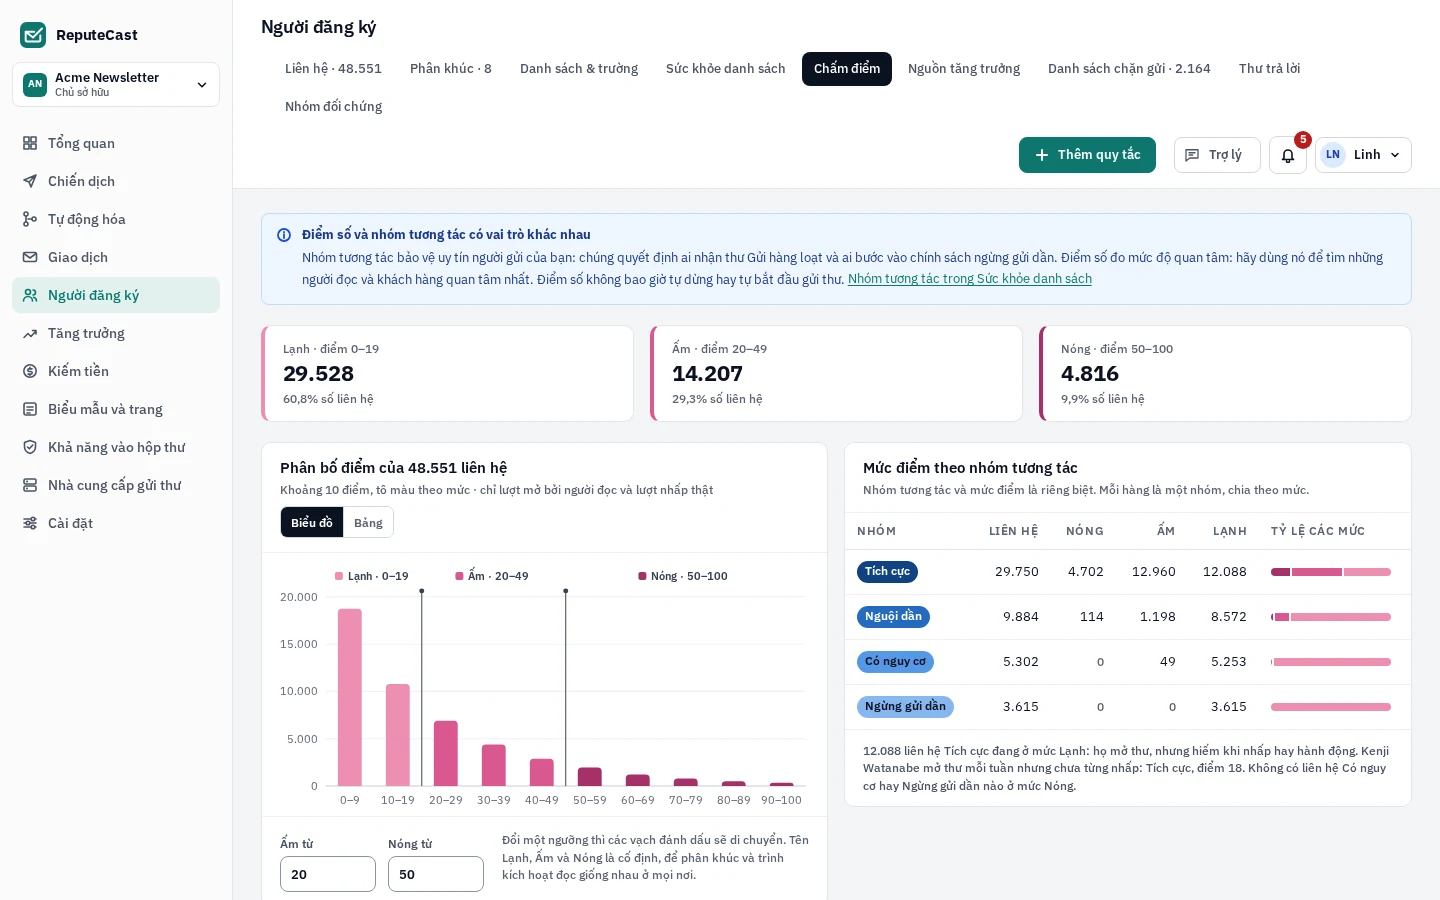 ReputeCast
AN
Acme Newsletter
Chủ sở hữu
Tổng quan
Chiến dịch
Tự động hóa
Giao dịch
Người đăng ký
Tăng trưởng
Kiếm tiền
Biểu mẫu và trang
Khả năng vào hộp thư
Nhà cung cấp gửi thư
Cài đặt
Người đăng ký
Liên hệ · 48.551
Phân khúc · 8
Danh sách & trường
Sức khỏe danh sách
Chấm điểm
Nguồn tăng trưởng
Danh sách chặn gửi · 2.164
Thư trả lời
Nhóm đối chứng
Thêm quy tắc
Trợ lý
5
LN
Linh
Điểm số và nhóm tương tác có vai trò khác nhau
Nhóm tương tác bảo vệ uy tín người gửi của bạn: chúng quyết định ai nhận thư Gửi hàng loạt và ai bước vào chính sách ngừng gửi dần. Điểm số đo mức độ quan tâm: hãy dùng nó để tìm những
người đọc và khách hàng quan tâm nhất. Điểm số không bao giờ tự dừng hay tự bắt đầu gửi thư. Nhóm tương tác trong Sức khỏe danh sách
Lạnh · điểm 0–19
29.528
60,8% số liên hệ
Ấm · điểm 20–49
14.207
29,3% số liên hệ
Nóng · điểm 50–100
4.816
9,9% số liên hệ
Phân bố điểm của 48.551 liên hệ
Khoảng 10 điểm, tô màu theo mức · chỉ lượt mở bởi người đọc và lượt nhấp thật
Biểu đồ
Bảng
Lạnh · 0–19
Ấm · 20–49
Nóng · 50–100
20.000
15.000
10.000
5.000
0
0–9
10–19
20–29
30–39
40–49
50–59
60–69
70–79
80–89
90–100
Ấm từ
20
Nóng từ
50
Đổi một ngưỡng thì các vạch đánh dấu sẽ di chuyển. Tên
Lạnh, Ấm và Nóng là cố định, để phân khúc và trình
kích hoạt đọc giống nhau ở mọi nơi.
Mức điểm theo nhóm tương tác
Nhóm tương tác và mức điểm là riêng biệt. Mỗi hàng là một nhóm, chia theo mức.
NHÓM LIÊN HỆ NÓNG ẤM LẠNH TỶ LỆ CÁC MỨC
Tích cực 29.750 4.702 12.960 12.088
Nguội dần 9.884 114 1.198 8.572
Có nguy cơ 5.302 0 49 5.253
Ngừng gửi dần 3.615 0 0 3.615
12.088 liên hệ Tích cực đang ở mức Lạnh: họ mở thư, nhưng hiếm khi nhấp hay hành động. Kenji
Watanabe mở thư mỗi tuần nhưng chưa từng nhấp: Tích cực, điểm 18. Không có liên hệ Có nguy
cơ hay Ngừng gửi dần nào ở mức Nóng.